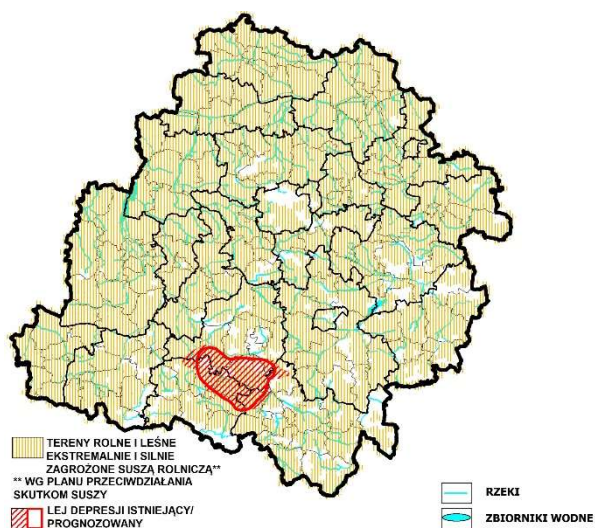 TERENY ROLNE I LEŚNE
EKSTREMALNIE I SILNIE
ZAGROŻONE SUSZĄ ROLNICZĄ**
** WG PLANU PRZECIWDZIAŁANIA
SKUTKOM SUSZY
LEJ DEPRESJI ISTNIEJĄCY/
PROGNOZOWANY
RZEKI
ZBIORNIKI WODNE